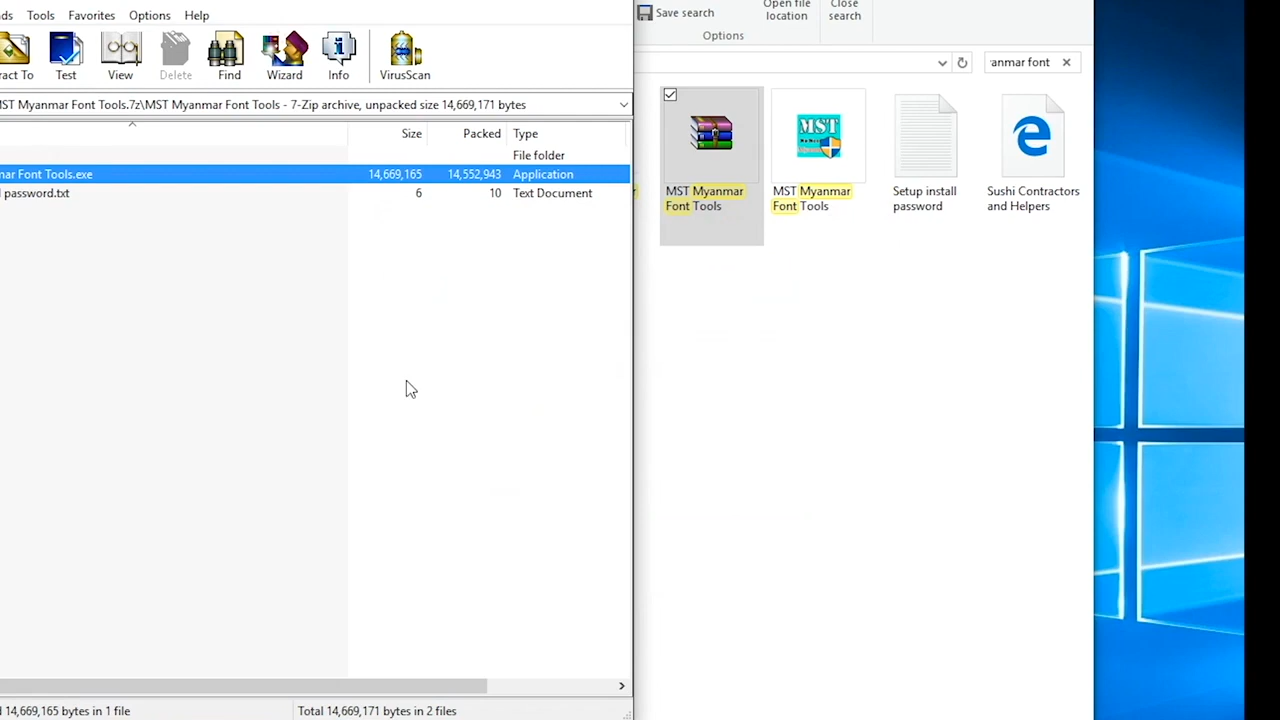 ds Tools Favorites Options Help
ract To Test View Delete Find Wizard Info VirusScan
MST Myanmar Font Tools.7z\MST Myanmar Font Tools - 7-Zip archive, unpacked size 14,669,171 bytes
Size Packed Type
File folder
mar Font Tools.exe 14,669,165 14,552,943 Application
password.txt 6 10 Text Document
14,669,165 bytes in 1 file
Total 14,669,171 bytes in 2 files
Save search
Open file
location
Close
search
Options
anmar font
MST Myanmar
Font Tools
MST
MST Myanmar
Font Tools
Setup install
password
Sushi Contractors
and Helpers